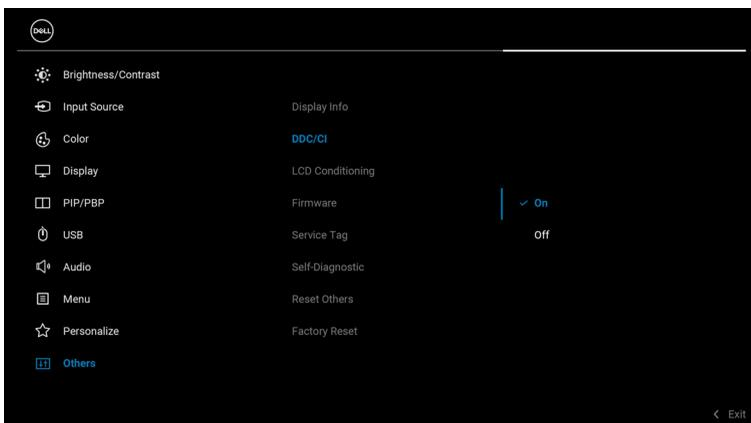 DELL
Brightness/Contrast
Input Source
Display Info
Color
DDC/CI
Display
LCD Conditioning
PIP/PBP
Firmware
On
USB
Service Tag
Off
Audio
Self-Diagnostic
Menu
Reset Others
Personalize
Factory Reset
Others
Exit